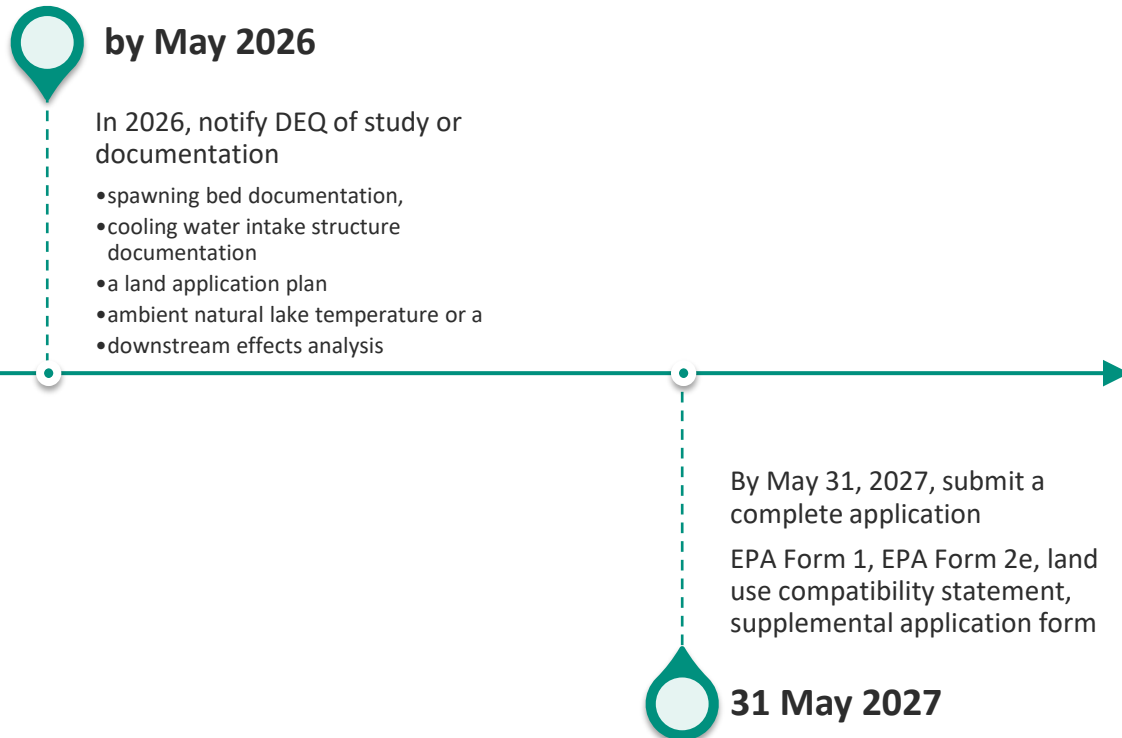 by May 2026
In 2026, notify DEQ of study or
documentation
•spawning bed documentation,
•cooling water intake structure
documentation
•a land application plan
•ambient natural lake temperature or a
•downstream effects analysis
By May 31, 2027, submit a
complete application
EPA Form 1, EPA Form 2e, land
use compatibility statement,
supplemental application form
31 May 2027